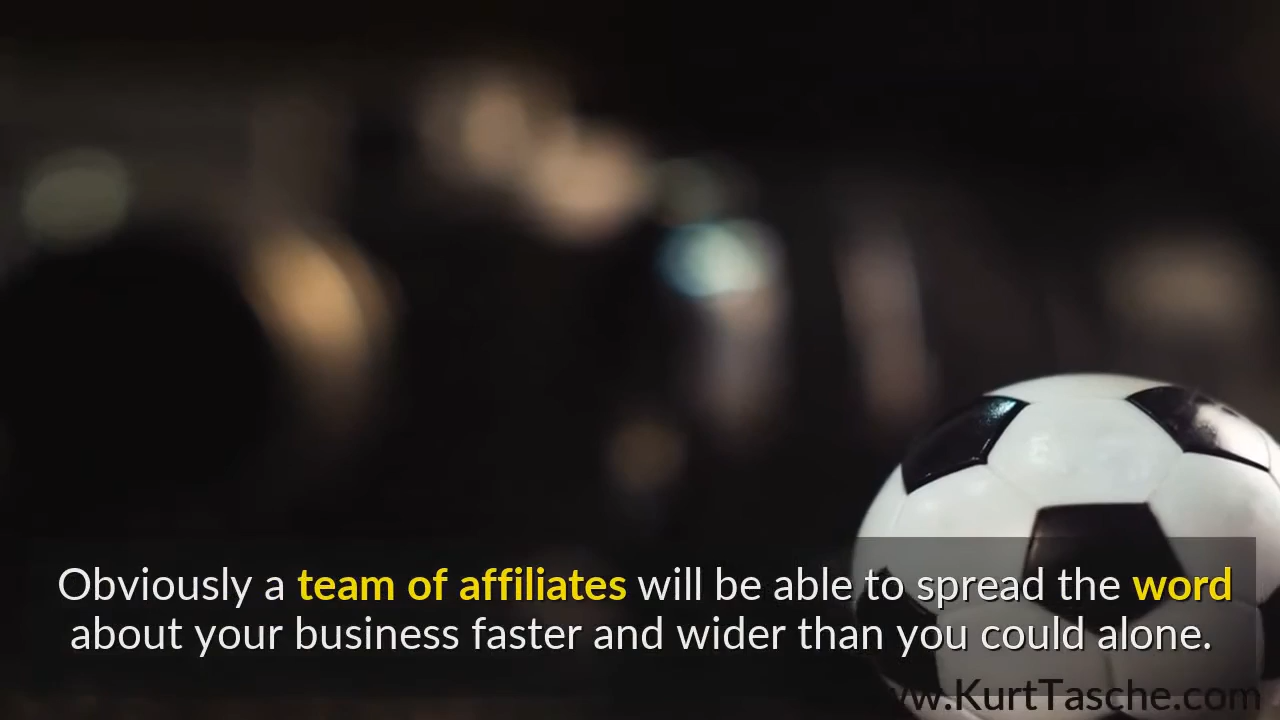 Obviously a team of affiliates will be able to spread the word
about your business faster and wider than you could alone.
www.KurtTasche.com